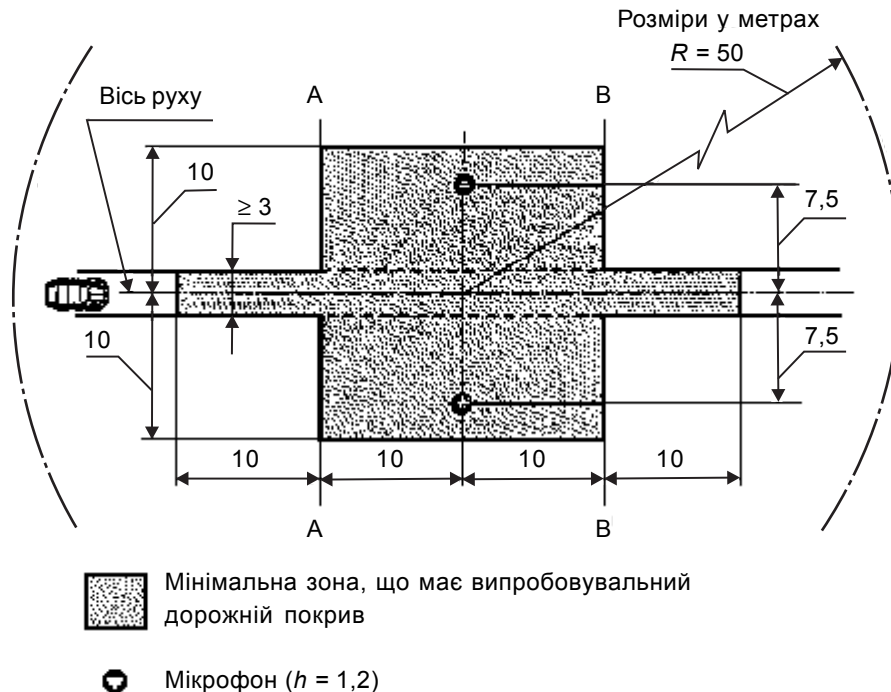 Розміри у метрах
R = 50
Вісь руху
A
B
10
≥ 3
7,5
10
7,5
10
10
10
10
A
B
Мінімальна зона, що має випробовувальний
дорожній покрив
Мікрофон (h = 1,2)